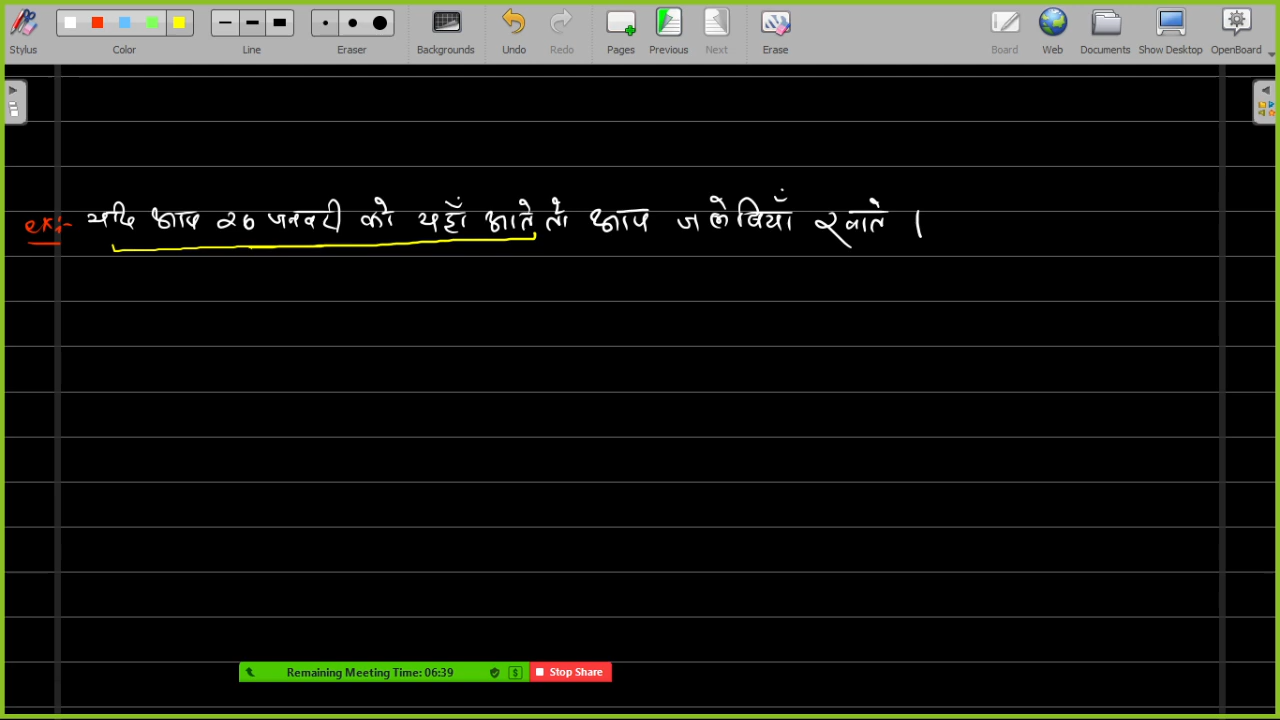 Stylus
Color
Line
Eraser
Backgrounds
Undo
Redo
Pages
Previous
Next
Erase
Board
Web
Documents
Show Desktop
OpenBoard
ex:- यदि आप २६ जनवरी को यहाँ आते तो आप जलेबियाँ खाते ।
Remaining Meeting Time: 06:39
Stop Share